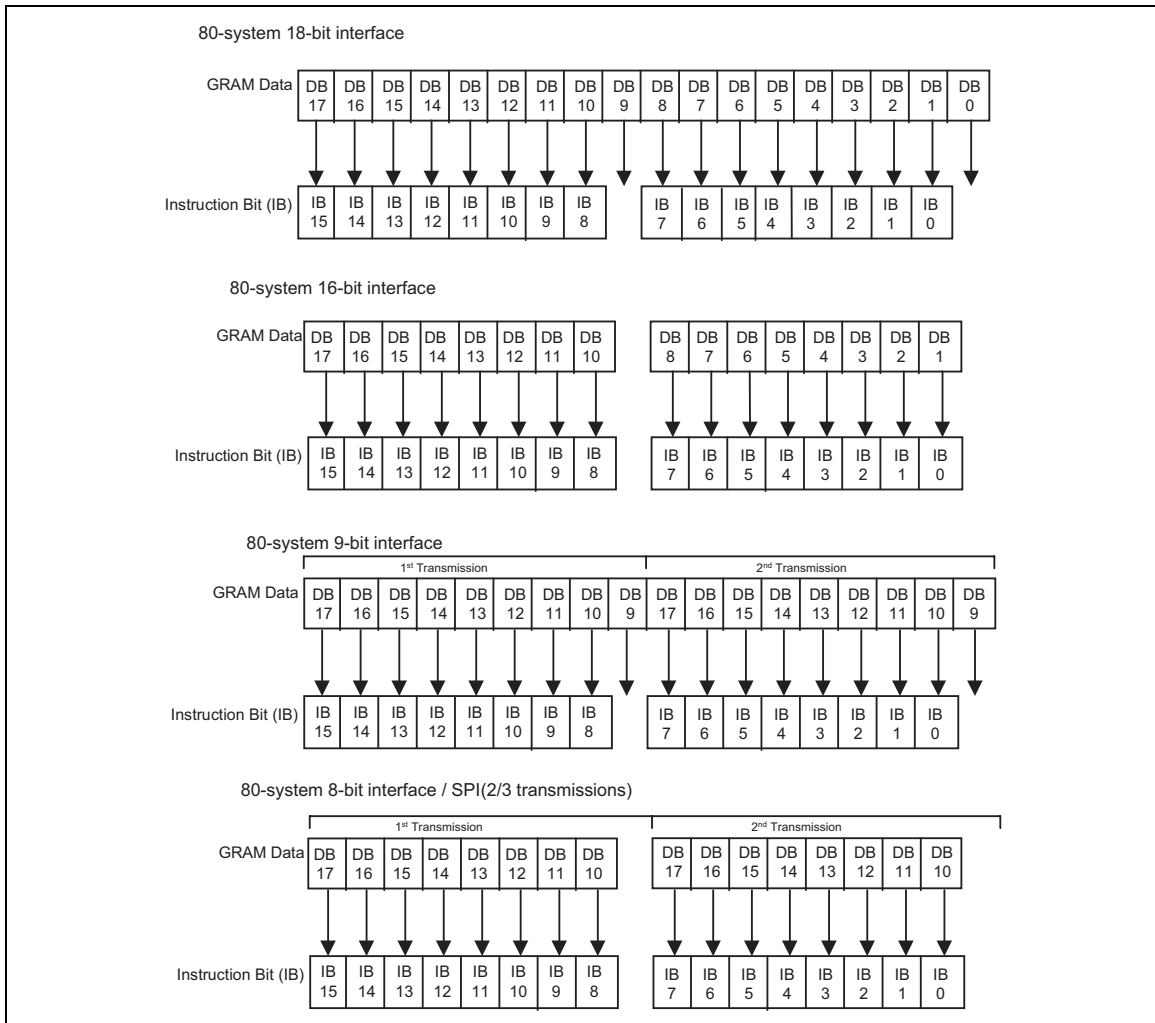 80-system 18-bit interface
GRAM Data DB DB DB DB DB DB DB DB DB DB DB DB DB DB DB DB DB DB
17 16 15 14 13 12 11 10 9 8 7 6 5 4 3 2 1 0
Instruction Bit (IB) IB IB IB IB IB IB IB IB IB IB IB IB IB IB IB IB
15 14 13 12 11 10 9 8 7 6 5 4 3 2 1 0
80-system 16-bit interface
GRAM Data DB DB DB DB DB DB DB DB DB DB DB DB DB DB DB DB
17 16 15 14 13 12 11 10 8 7 6 5 4 3 2 1
Instruction Bit (IB) IB IB IB IB IB IB IB IB IB IB IB IB IB IB IB IB
15 14 13 12 11 10 9 8 7 6 5 4 3 2 1 0
80-system 9-bit interface
1st Transmission 2nd Transmission
GRAM Data DB DB DB DB DB DB DB DB DB DB DB DB DB DB DB DB DB DB
17 16 15 14 13 12 11 10 9 17 16 15 14 13 12 11 10 9
Instruction Bit (IB) IB IB IB IB IB IB IB IB IB IB IB IB IB IB IB IB
15 14 13 12 11 10 9 8 7 6 5 4 3 2 1 0
80-system 8-bit interface / SPI(2/3 transmissions)
1st Transmission 2nd Transmission
GRAM Data DB DB DB DB DB DB DB DB DB DB DB DB DB DB DB DB
17 16 15 14 13 12 11 10 17 16 15 14 13 12 11 10
Instruction Bit (IB) IB IB IB IB IB IB IB IB IB IB IB IB IB IB IB IB
15 14 13 12 11 10 9 8 7 6 5 4 3 2 1 0